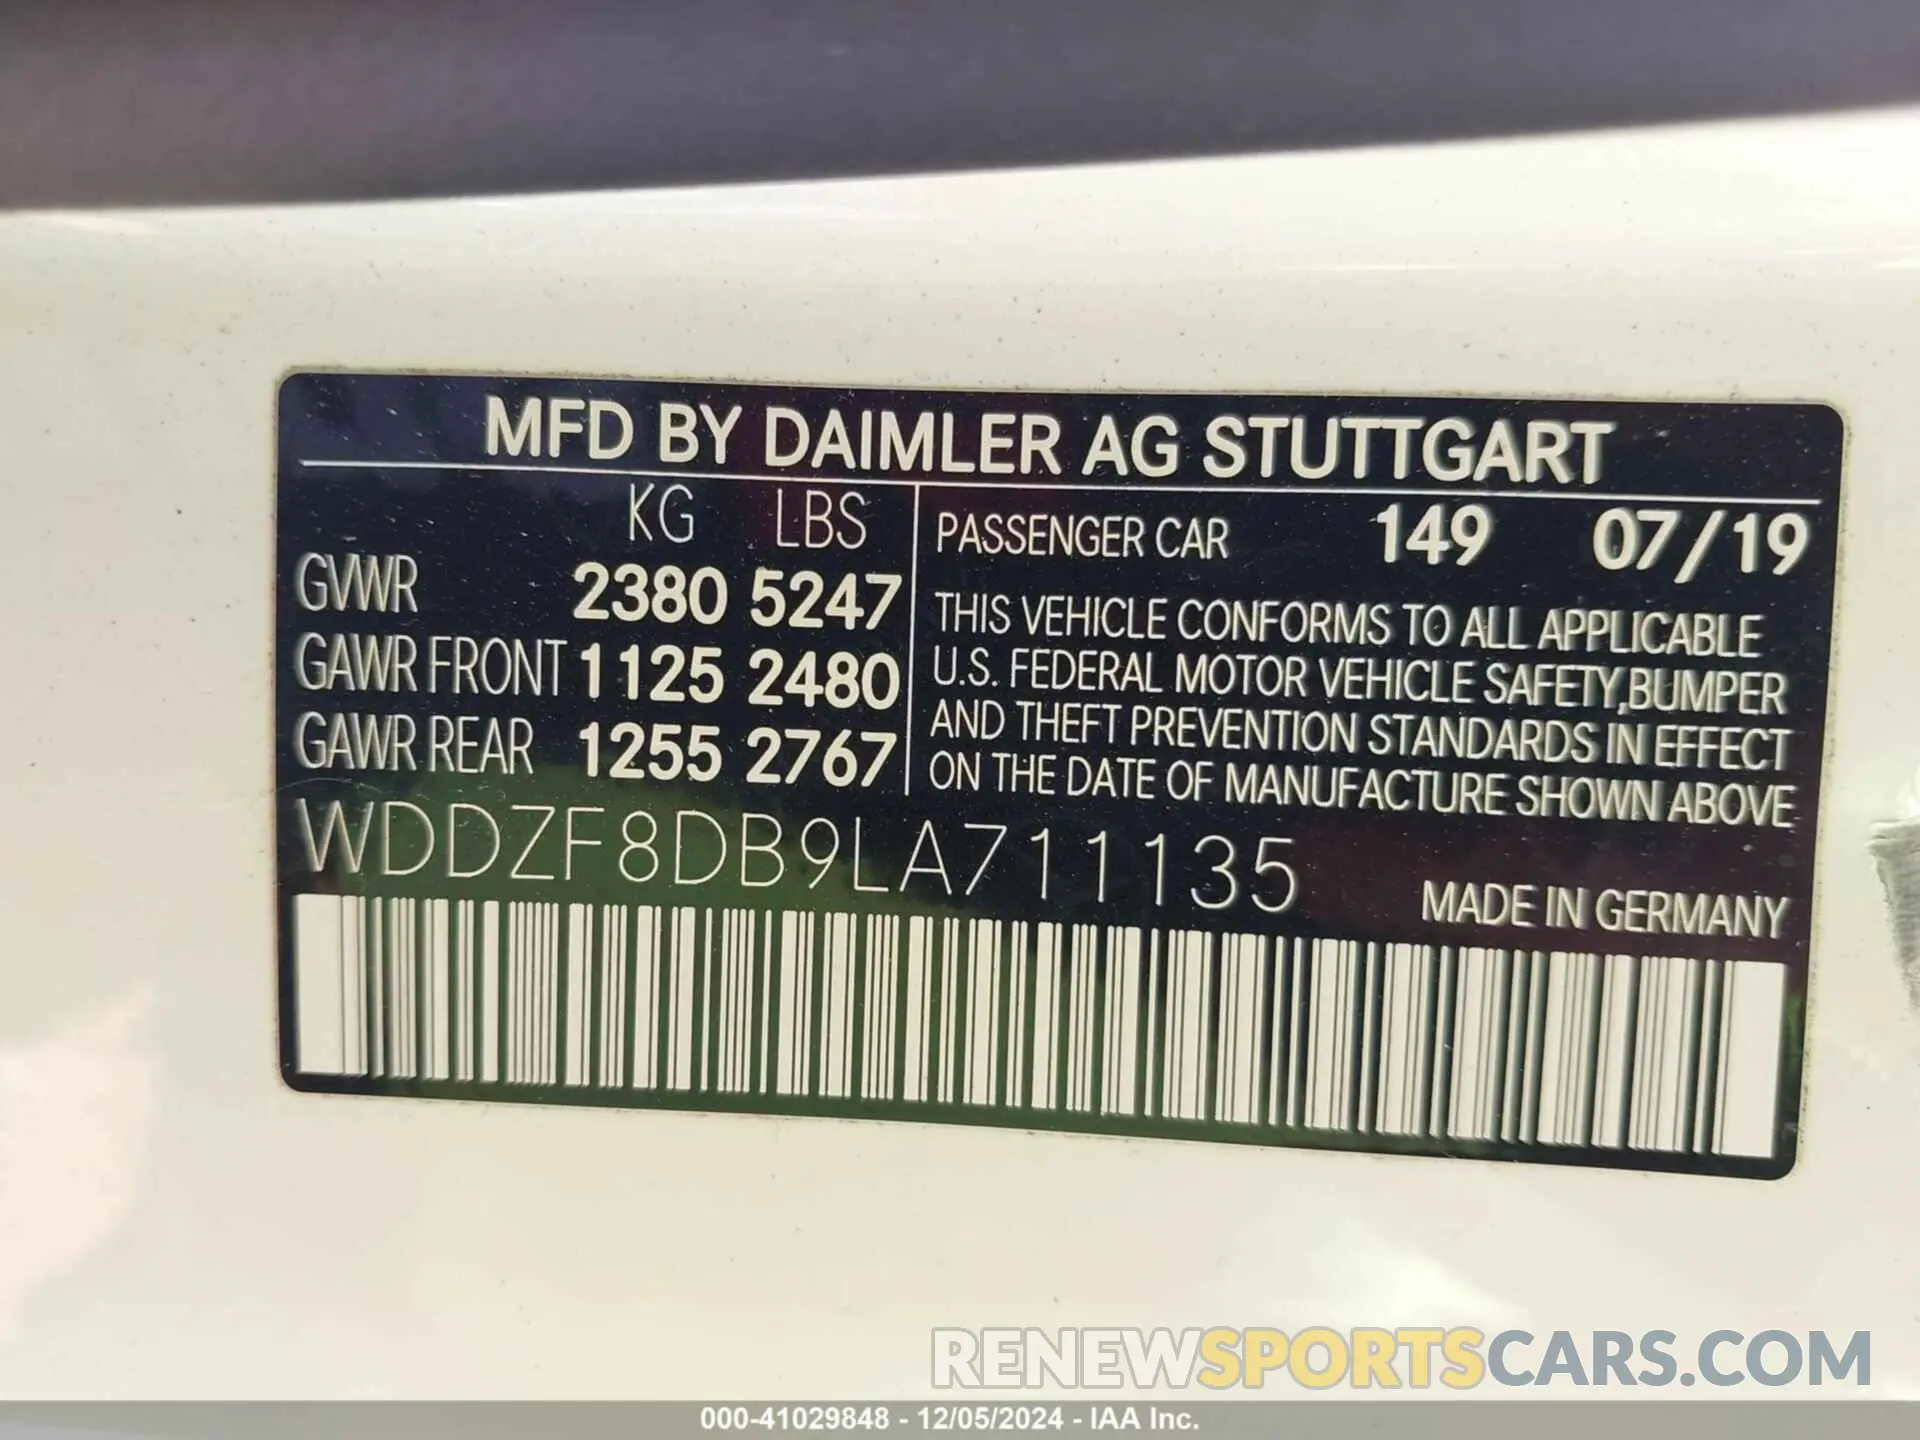 MFD BY DAIMLER AG STUTTGART
KG LBS
GVWR 2380 5247
GAWR FRONT 1125 2480
GAWR REAR 1255 2767
PASSENGER CAR 149 07/19
THIS VEHICLE CONFORMS TO ALL APPLICABLE
U.S. FEDERAL MOTOR VEHICLE SAFETY,BUMPER
AND THEFT PREVENTION STANDARDS IN EFFECT
ON THE DATE OF MANUFACTURE SHOWN ABOVE
WDDZF8DB9LA711135
MADE IN GERMANY
RENEWSPORTSCARS.COM
000-41029848 - 12/05/2024 - IAA Inc.